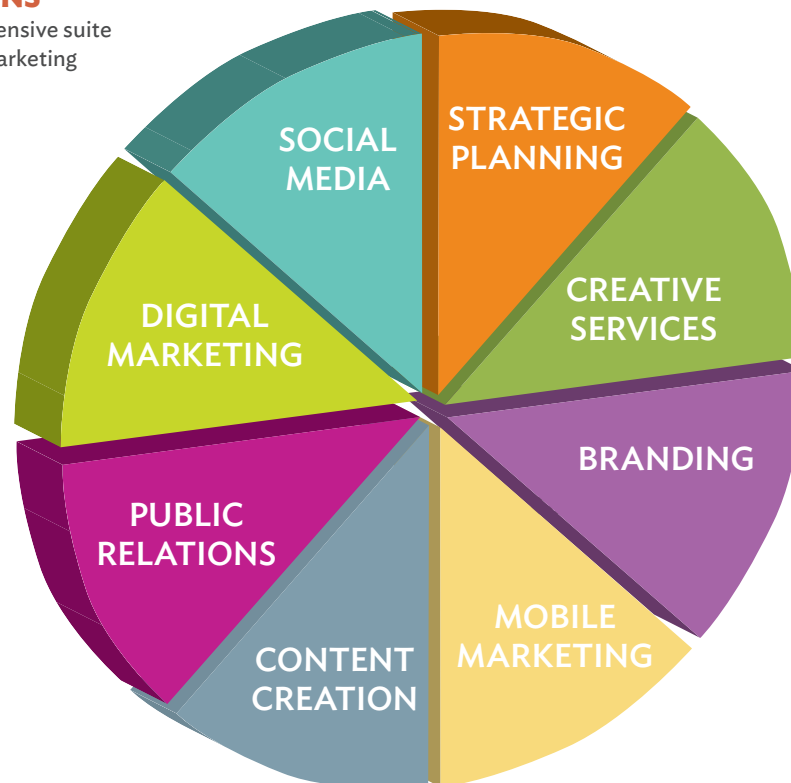 ensive suite
arketing
SOCIAL
MEDIA
STRATEGIC
PLANNING
CREATIVE
SERVICES
BRANDING
MOBILE
MARKETING
CONTENT
CREATION
PUBLIC
RELATIONS
DIGITAL
MARKETING